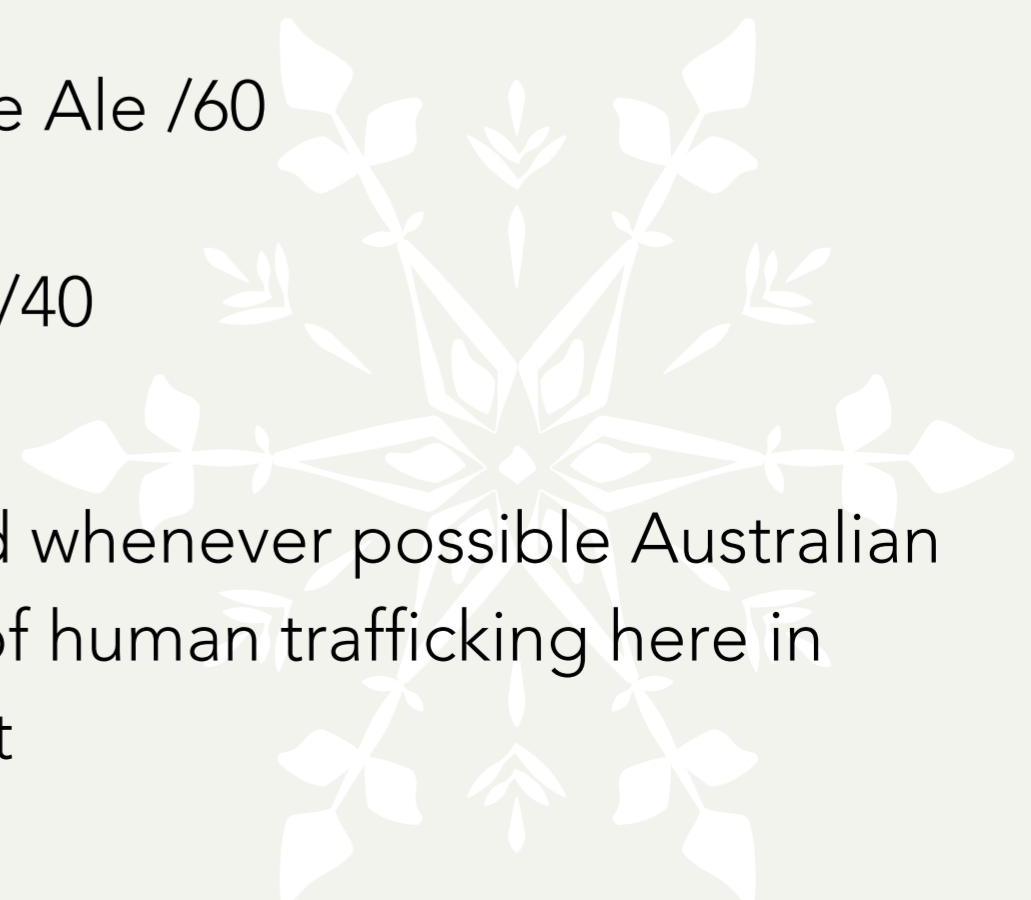 e Ale /60
/40
d whenever possible Australian
of human trafficking here in
t